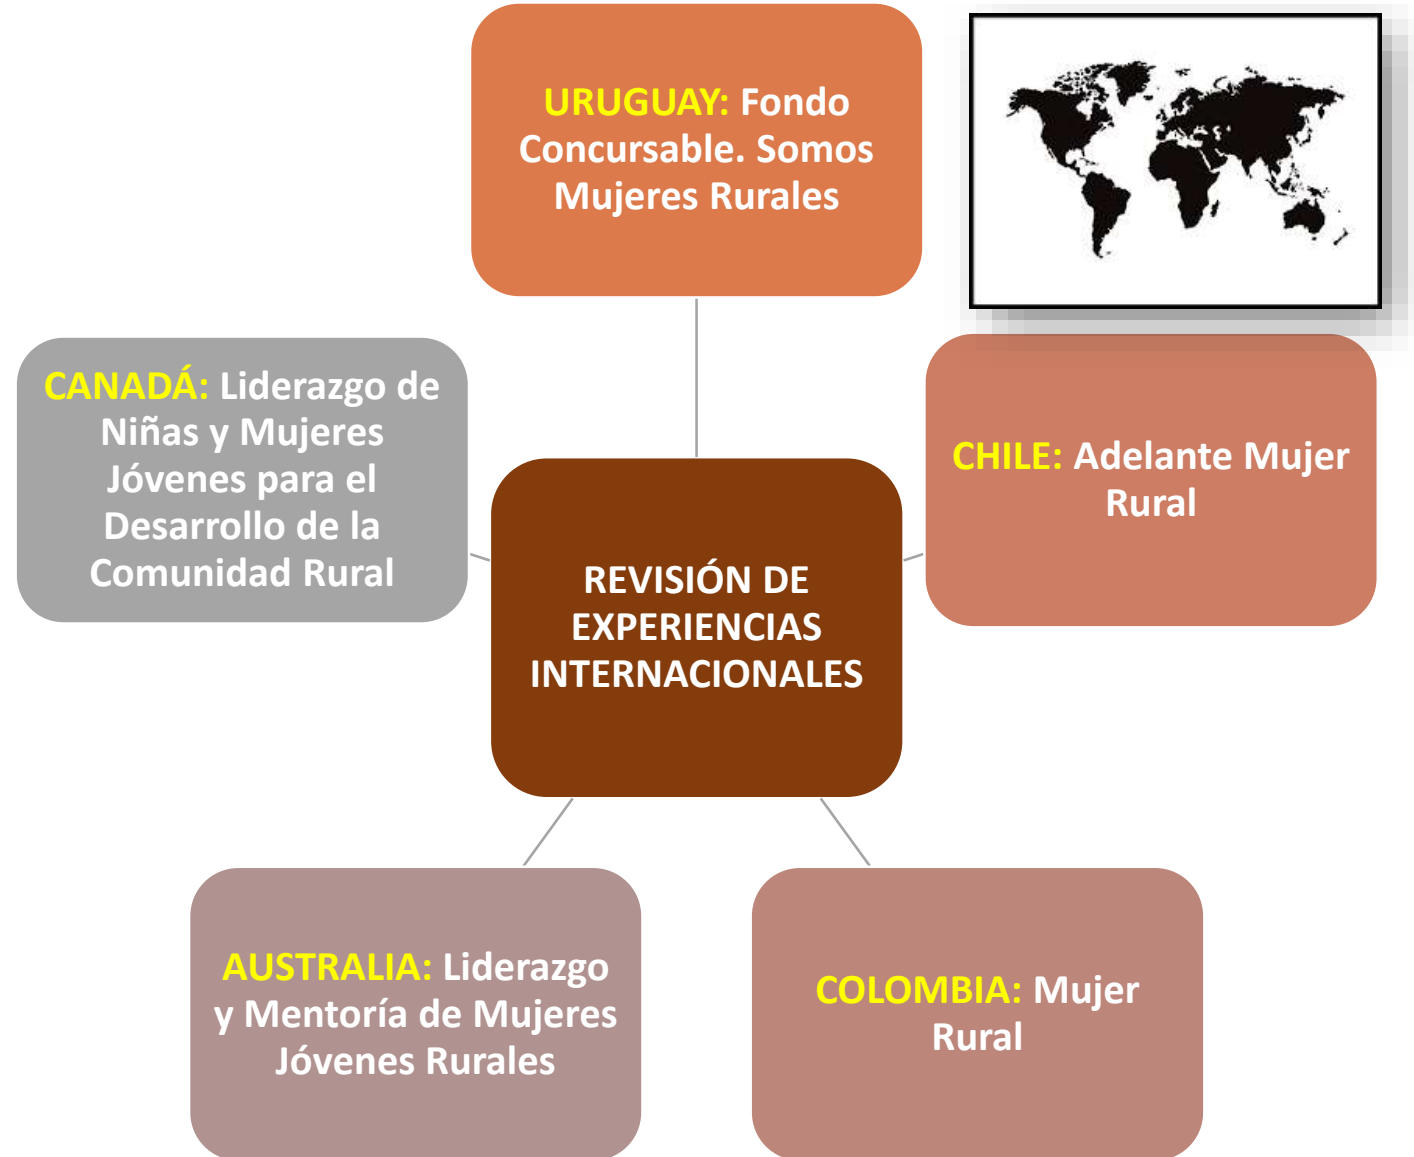 URUGUAY: Fondo
Concursable. Somos
Mujeres Rurales
CANADÁ: Liderazgo de
Niñas y Mujeres
Jóvenes para el
Desarrollo de la
Comunidad Rural
CHILE: Adelante Mujer
Rural
REVISIÓN DE
EXPERIENCIAS
INTERNACIONALES
AUSTRALIA: Liderazgo
y Mentoría de Mujeres
Jóvenes Rurales
COLOMBIA: Mujer
Rural